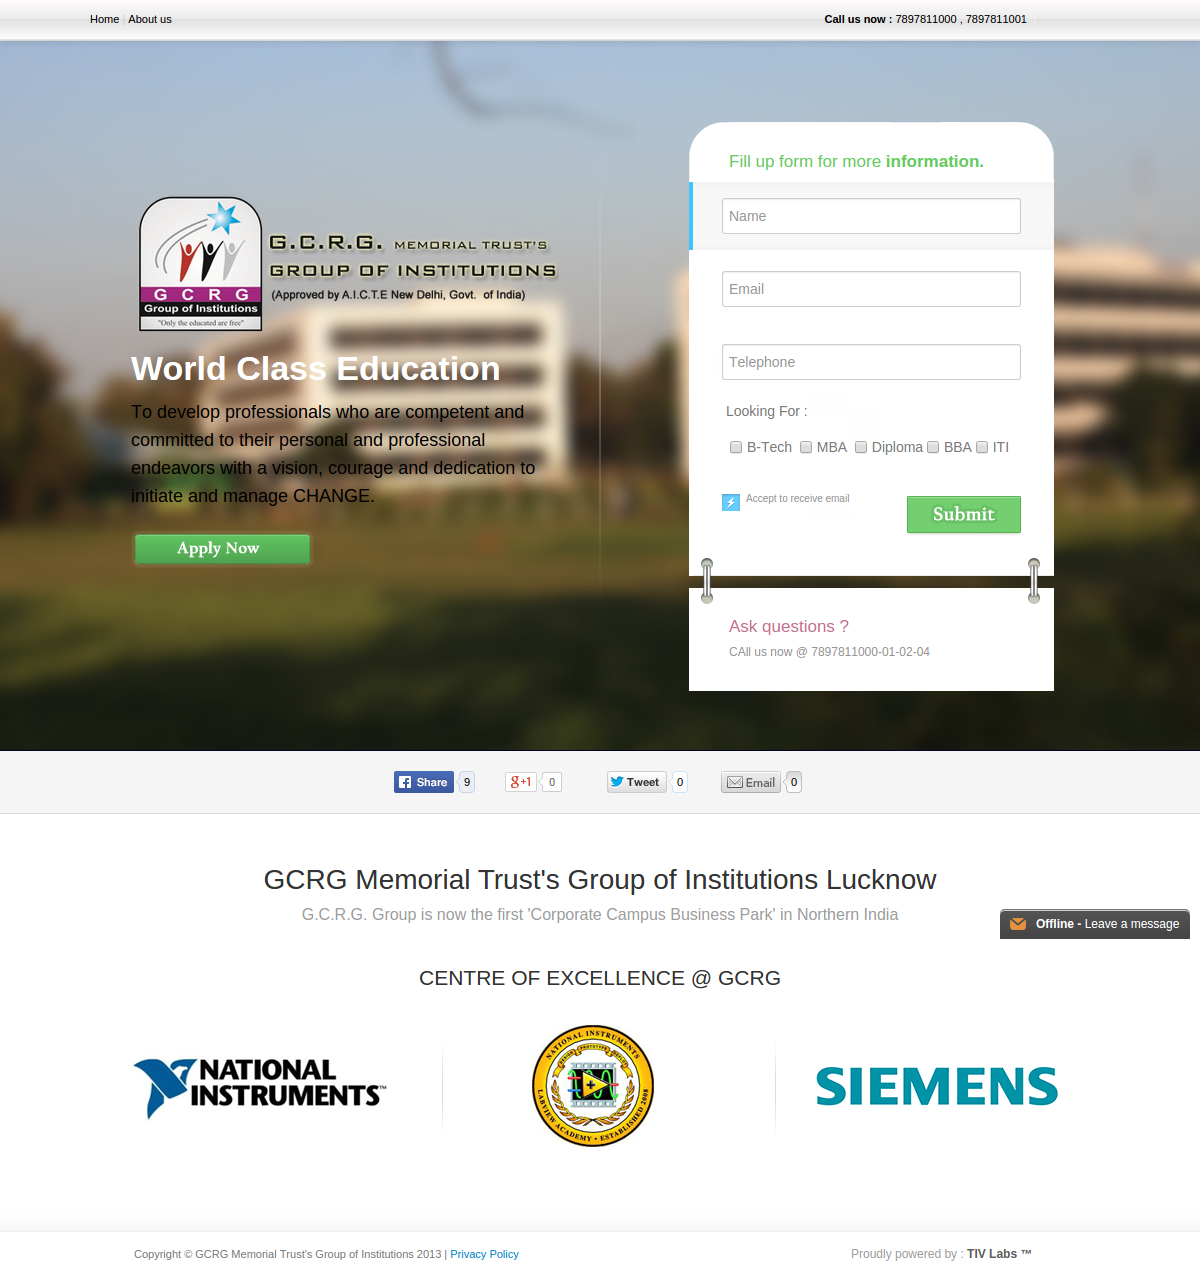 Home | About us
Call us now : 7897811000 , 7897811001
Fill up form for more information.
Name
Email
Telephone
Looking For :
B-Tech MBA Diploma BBA ITI
Accept to receive email
Submit
Ask questions ?
CAll us now @ 7897811000-01-02-04
G.C.R.G. MEMORIAL TRUST'S
GROUP OF INSTITUTIONS
(Approved by A.I.C.T.E New Delhi, Govt. of India)
G C R G
Group of Institutions
"Only the educated are free"
World Class Education
To develop professionals who are competent and
committed to their personal and professional
endeavors with a vision, courage and dedication to
initiate and manage CHANGE.
Apply Now
Share 9
g+1 0
Tweet 0
Email 0
GCRG Memorial Trust's Group of Institutions Lucknow
G.C.R.G. Group is now the first 'Corporate Campus Business Park' in Northern India
Offline - Leave a message
CENTRE OF EXCELLENCE @ GCRG
NATIONAL
INSTRUMENTS™
NATIONAL INSTRUMENTS
DESIGN PROTOTYPE DEPLOY
LABVIEW ACADEMY • ESTABLISHED 2008
SIEMENS
Copyright © GCRG Memorial Trust's Group of Institutions 2013 | Privacy Policy
Proudly powered by : TIV Labs ™